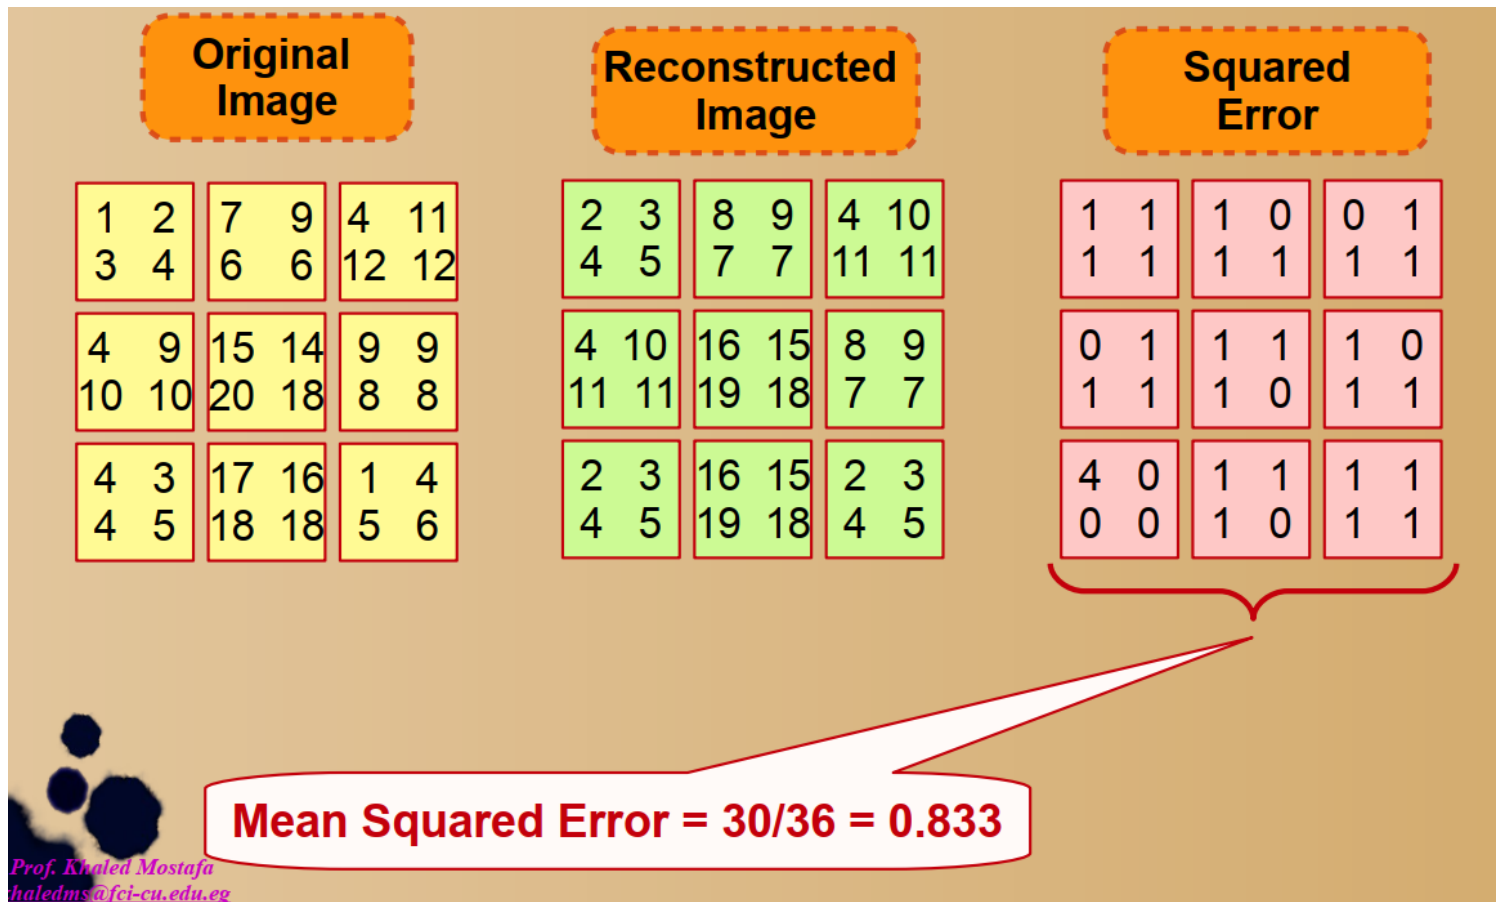 Original
Image
Reconstructed
Image
Squared
Error
1 2 7 9 4 11
3 4 6 6 12 12
4 9 15 14 9 9
10 10 20 18 8 8
4 3 17 16 1 4
4 5 18 18 5 6
2 3 8 9 4 10
4 5 7 7 11 11
4 10 16 15 8 9
11 11 19 18 7 7
2 3 16 15 2 3
4 5 19 18 4 5
1 1 1 0 0 1
1 1 1 1 1 1
0 1 1 1 1 0
1 1 1 0 1 1
4 0 1 1 1 1
0 0 1 0 1 1
Mean Squared Error = 30/36 = 0.833
Prof. Khaled Mostafa
haledms@fci-cu.edu.eg